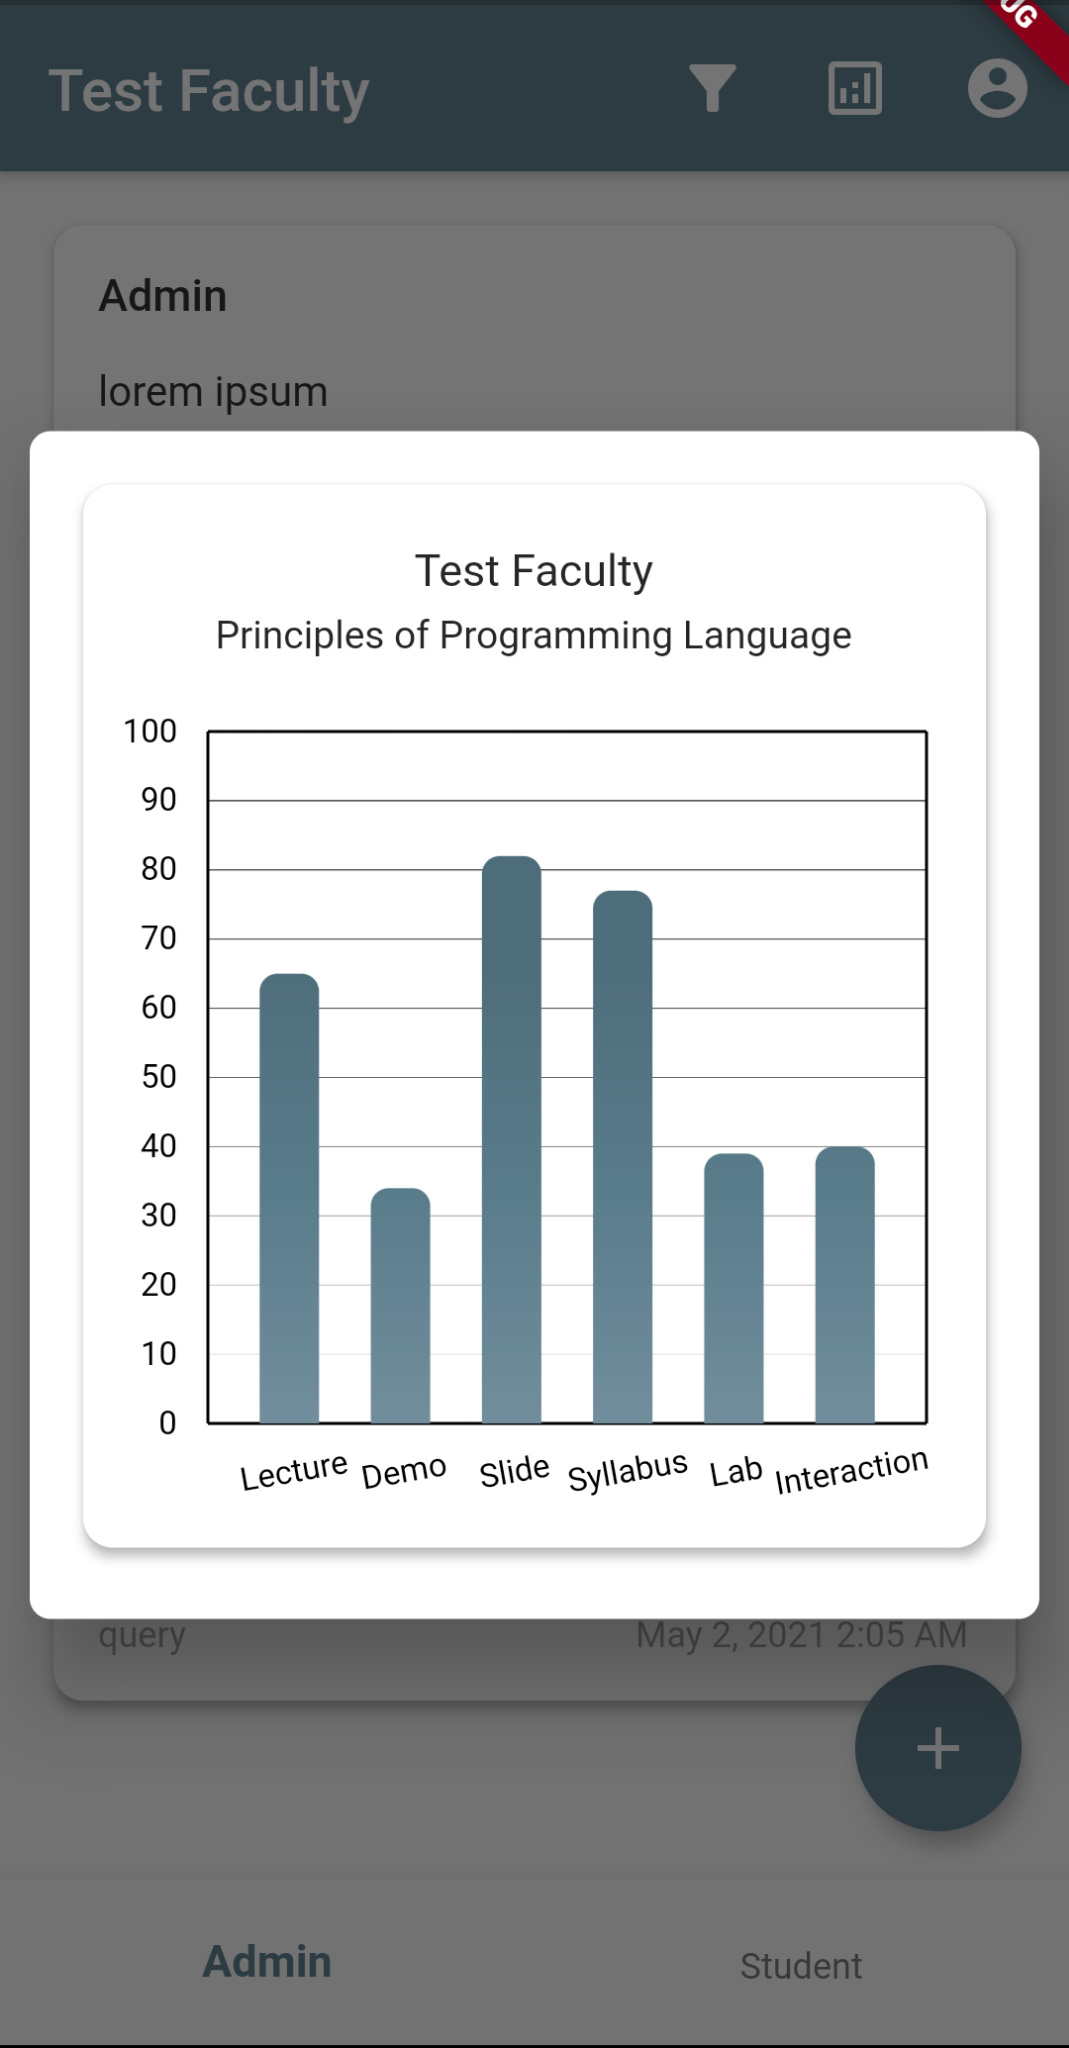 Test Faculty
UG
Admin
lorem ipsum
Test Faculty
Principles of Programming Language
100
90
80
70
60
50
40
30
20
10
0
Lecture Demo Slide Syllabus Lab Interaction
query May 2, 2021 2:05 AM
+
Admin Student